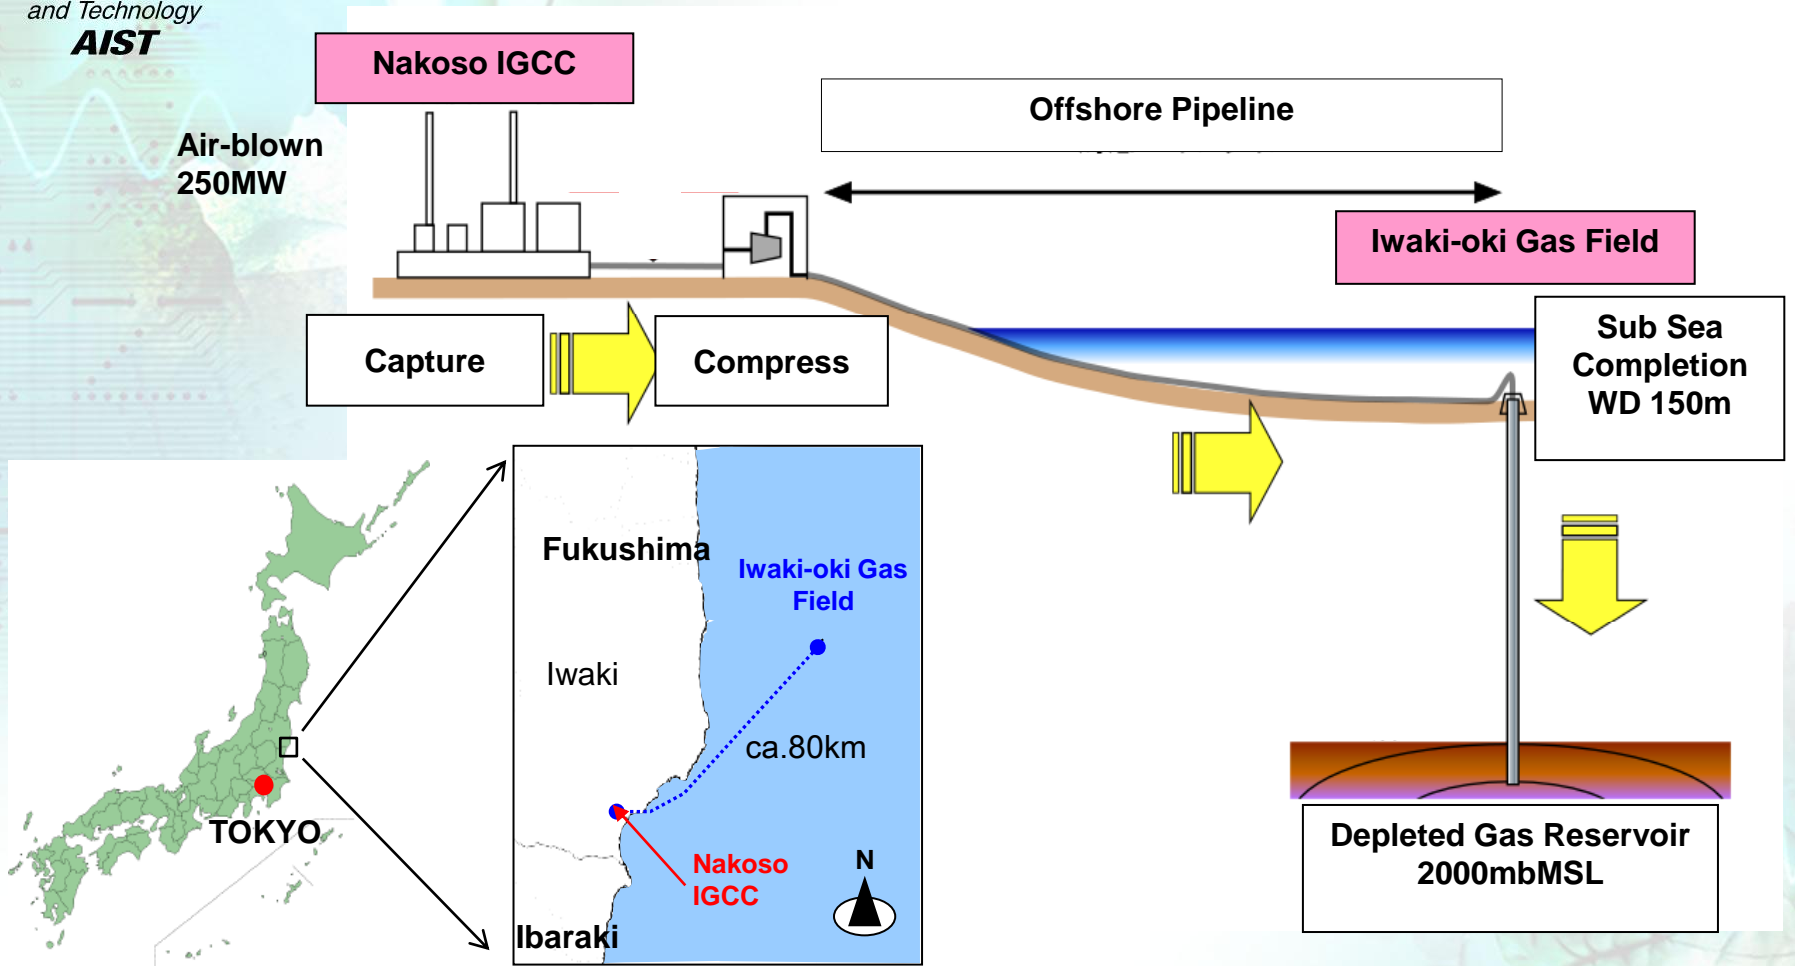 and Technology
AIST
Nakoso IGCC
Air-blown
250MW
Offshore Pipeline
Iwaki-oki Gas Field
Capture
Compress
Sub Sea
Completion
WD 150m
Fukushima
Iwaki-oki Gas
Field
Iwaki
ca.80km
TOKYO
Nakoso
IGCC
N
Ibaraki
Depleted Gas Reservoir
2000mbMSL